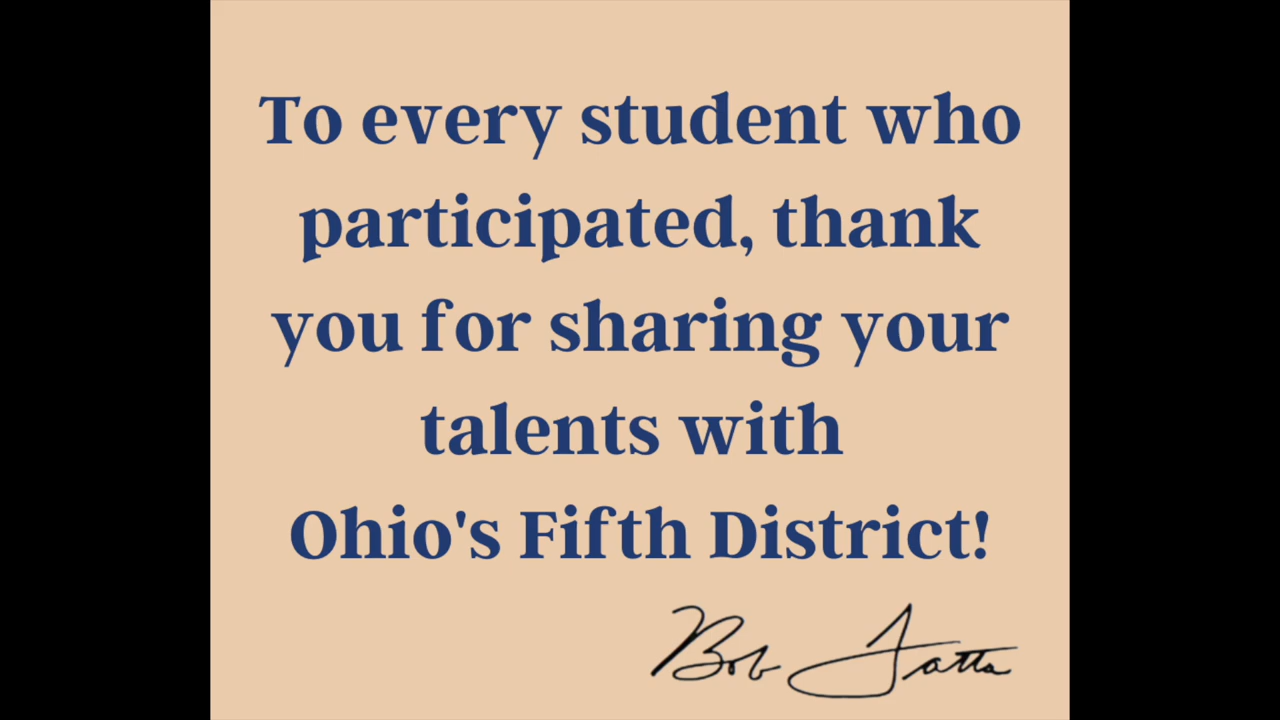 To every student who
participated, thank
you for sharing your
talents with
Ohio's Fifth District!
Bob Latta